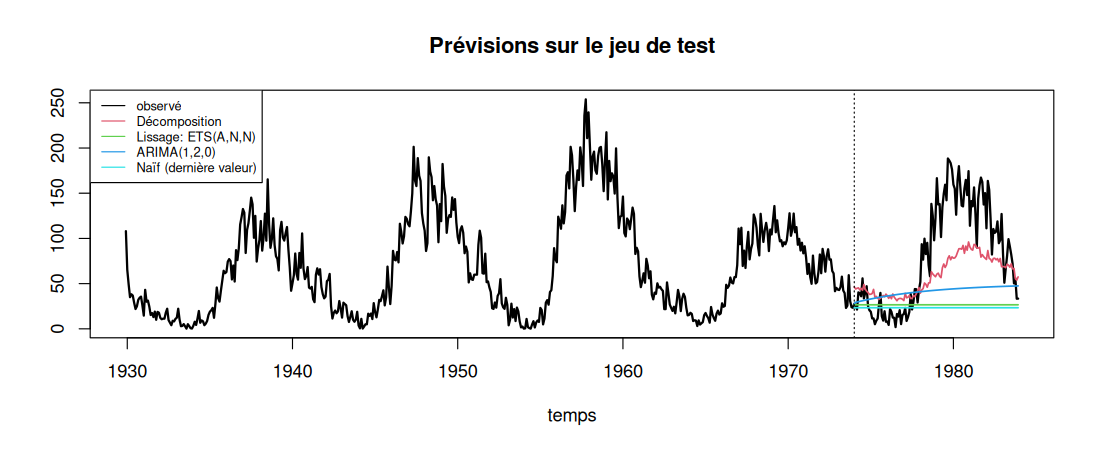 Prévisions sur le jeu de test
observé
Décomposition
Lissage: ETS(A,N,N)
ARIMA(1,2,0)
Naïf (dernière valeur)
250
200
150
100
50
0
1930 1940 1950 1960 1970 1980
temps